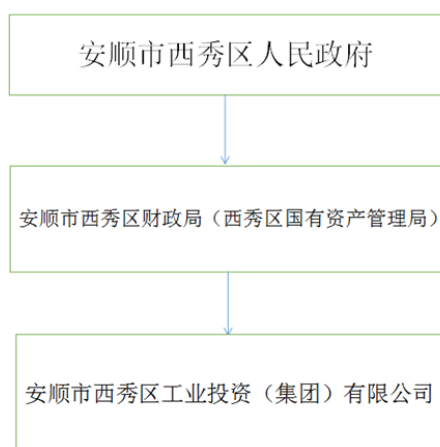 安顺市西秀区人民政府
安顺市西秀区财政局（西秀区国有资产管理局）
安顺市西秀区工业投资（集团）有限公司